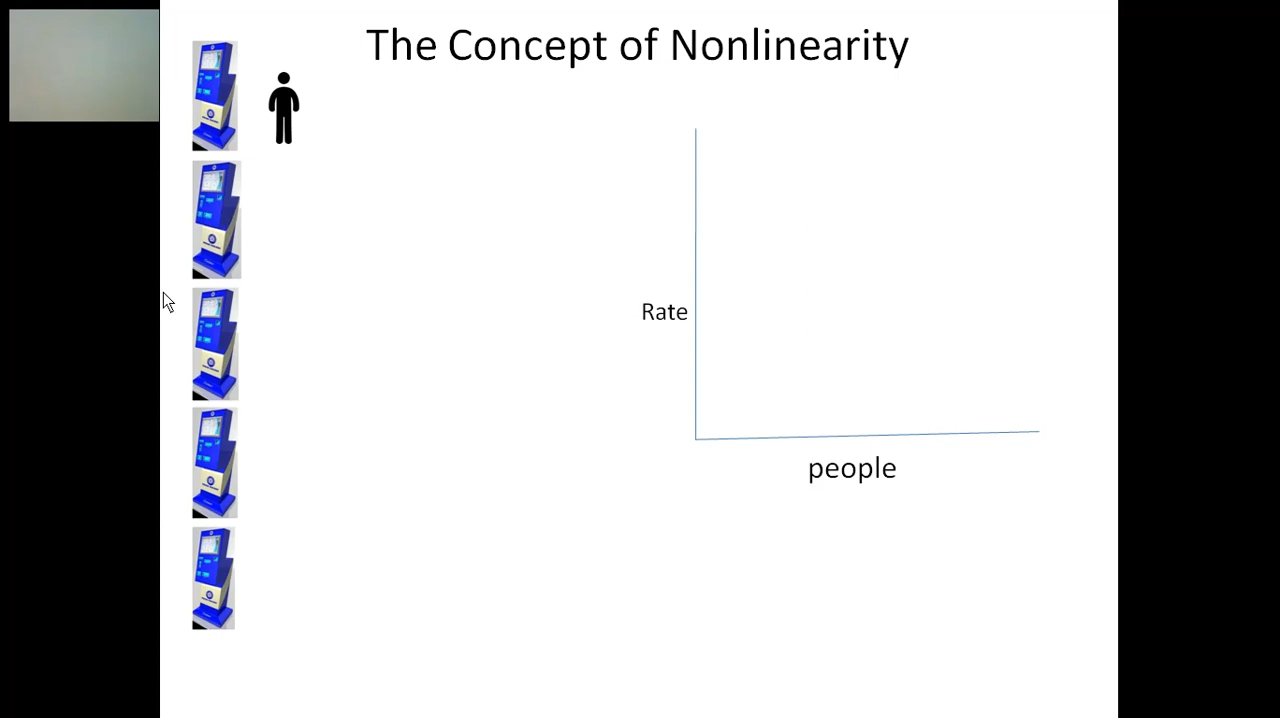 The Concept of Nonlinearity
Rate
people